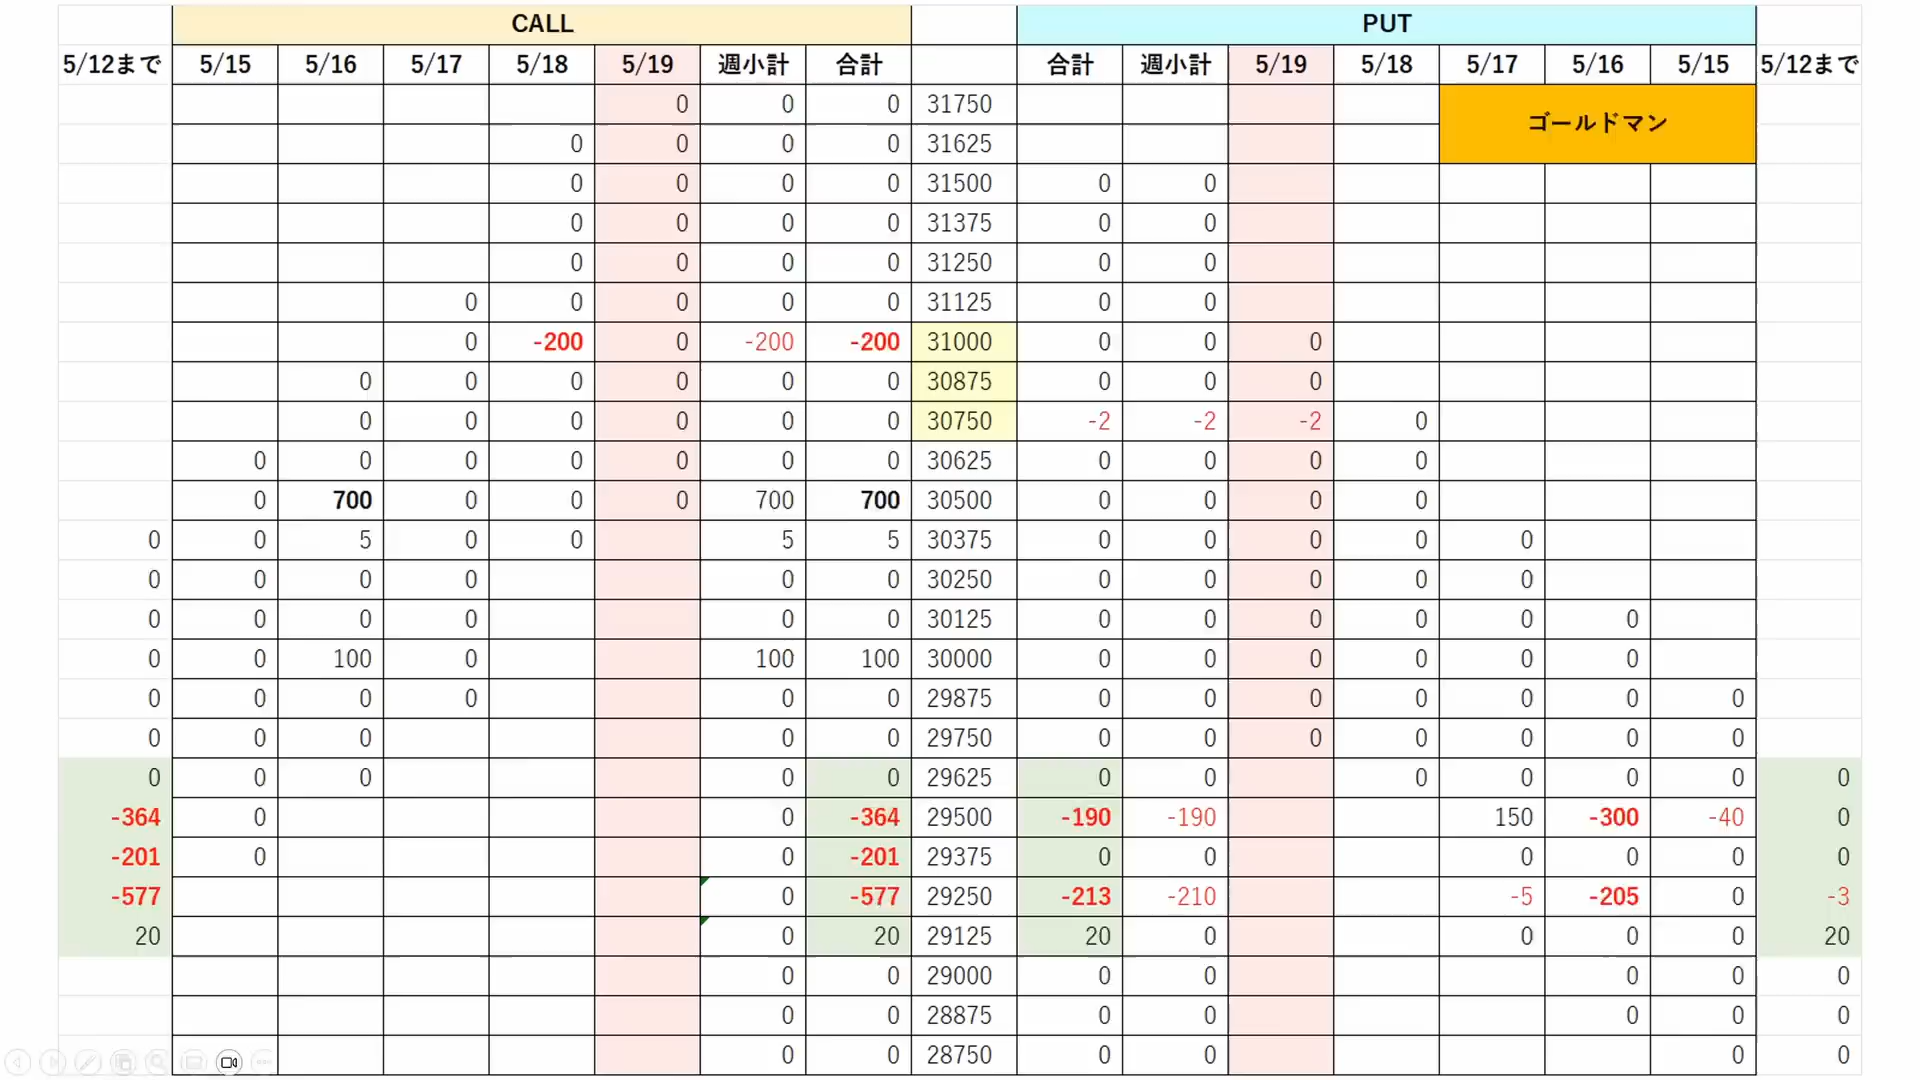 CALL PUT
5/12まで 5/15 5/16 5/17 5/18 5/19 週小計 合計 合計 週小計 5/19 5/18 5/17 5/16 5/15 5/12まで
0 0 0 31750 ゴールドマン
0 0 0 0 31625
0 0 0 0 31500 0 0
0 0 0 0 31375 0 0
0 0 0 0 31250 0 0
0 0 0 0 0 31125 0 0
0 -200 0 -200 -200 31000 0 0 0
0 0 0 0 0 0 30875 0 0 0
0 0 0 0 0 0 30750 -2 -2 -2 0
0 0 0 0 0 0 0 30625 0 0 0 0
0 700 0 0 0 700 700 30500 0 0 0 0
0 0 5 0 0 5 5 30375 0 0 0 0 0
0 0 0 0 0 0 30250 0 0 0 0 0
0 0 0 0 0 0 30125 0 0 0 0 0 0
0 0 100 0 100 100 30000 0 0 0 0 0 0
0 0 0 0 0 0 29875 0 0 0 0 0 0 0
0 0 0 0 0 29750 0 0 0 0 0 0 0
0 0 0 0 0 29625 0 0 0 0 0 0 0
-364 0 0 -364 29500 -190 -190 150 -300 -40 0
-201 0 0 -201 29375 0 0 0 0 0 0
-577 0 -577 29250 -213 -210 -5 -205 0 -3
20 0 20 29125 20 0 0 0 0 20
0 0 29000 0 0 0 0 0
0 0 28875 0 0 0 0 0
0 0 28750 0 0 0 0